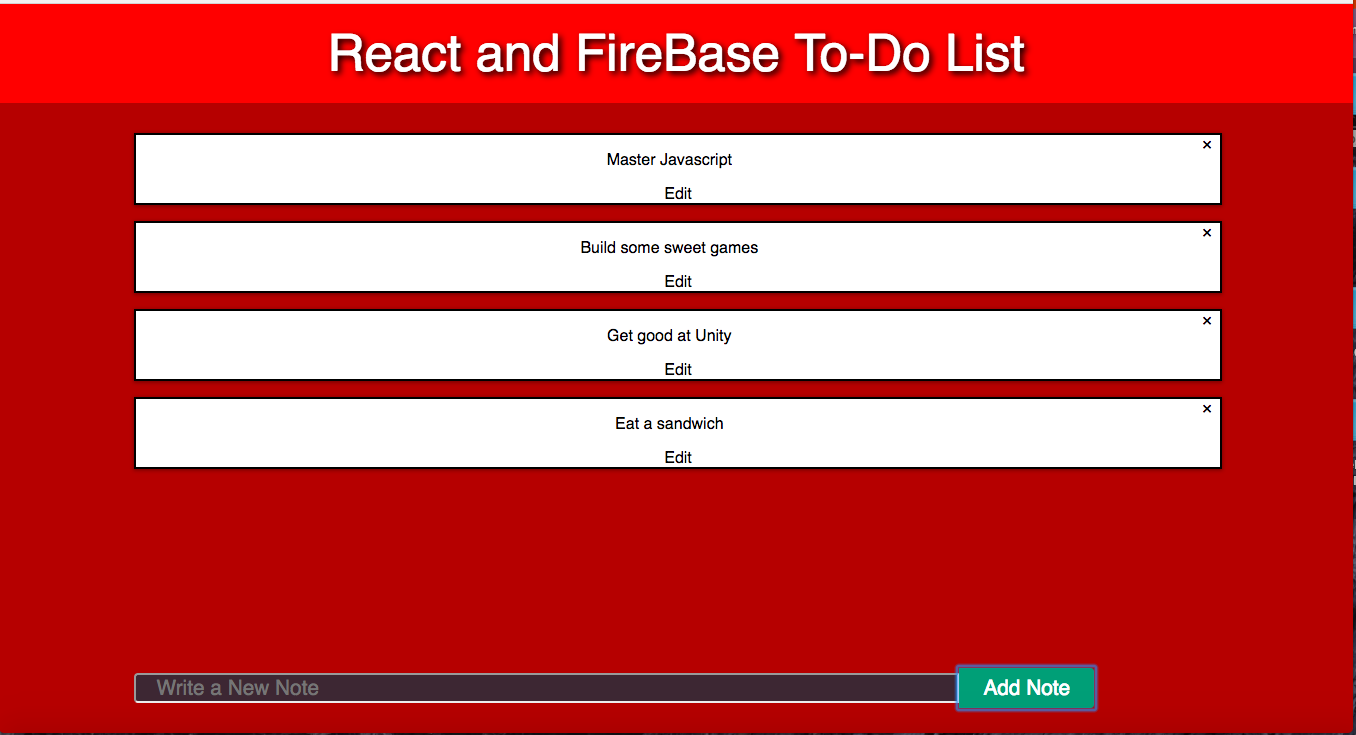 React and FireBase To-Do List
×
Master Javascript
Edit
×
Build some sweet games
Edit
×
Get good at Unity
Edit
×
Eat a sandwich
Edit
Write a New Note
Add Note